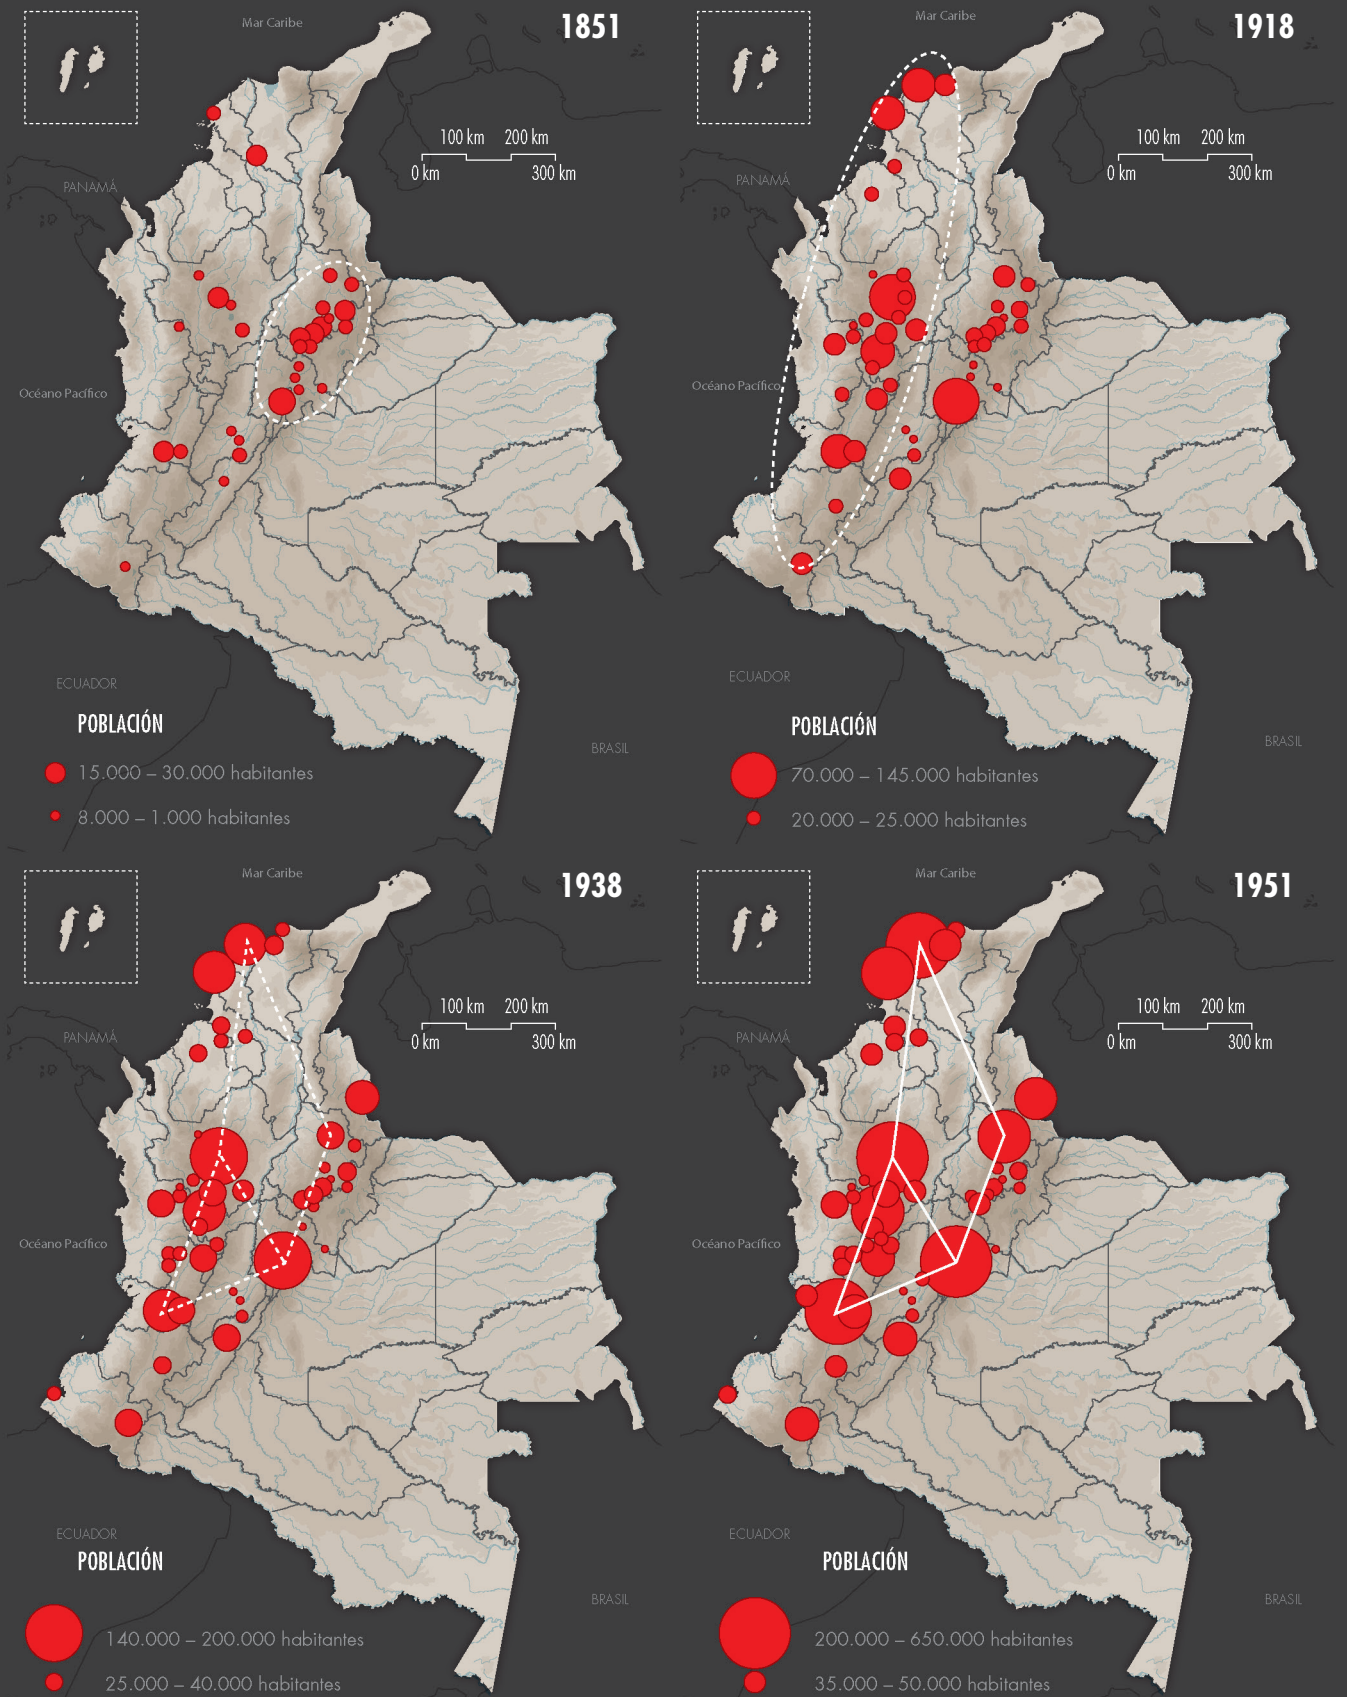 Mar Caribe
1851
100 km 200 km
0 km 300 km
PANAMÁ
Océano Pacífico
ECUADOR
BRASIL
POBLACIÓN
15.000 – 30.000 habitantes
8.000 – 1.000 habitantes
Mar Caribe
1918
100 km 200 km
0 km 300 km
PANAMÁ
Océano Pacífico
ECUADOR
BRASIL
POBLACIÓN
70.000 – 145.000 habitantes
20.000 – 25.000 habitantes
Mar Caribe
1938
100 km 200 km
0 km 300 km
PANAMÁ
Océano Pacífico
ECUADOR
BRASIL
POBLACIÓN
140.000 – 200.000 habitantes
25.000 – 40.000 habitantes
Mar Caribe
1951
100 km 200 km
0 km 300 km
PANAMÁ
Océano Pacífico
ECUADOR
BRASIL
POBLACIÓN
200.000 – 650.000 habitantes
35.000 – 50.000 habitantes